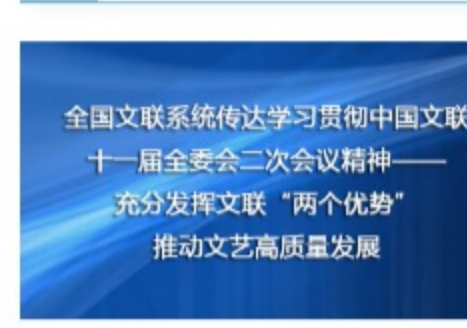 全国文联系统传达学习贯彻中国文联
十一届全委会二次会议精神——
充分发挥文联“两个优势”
推动文艺高质量发展